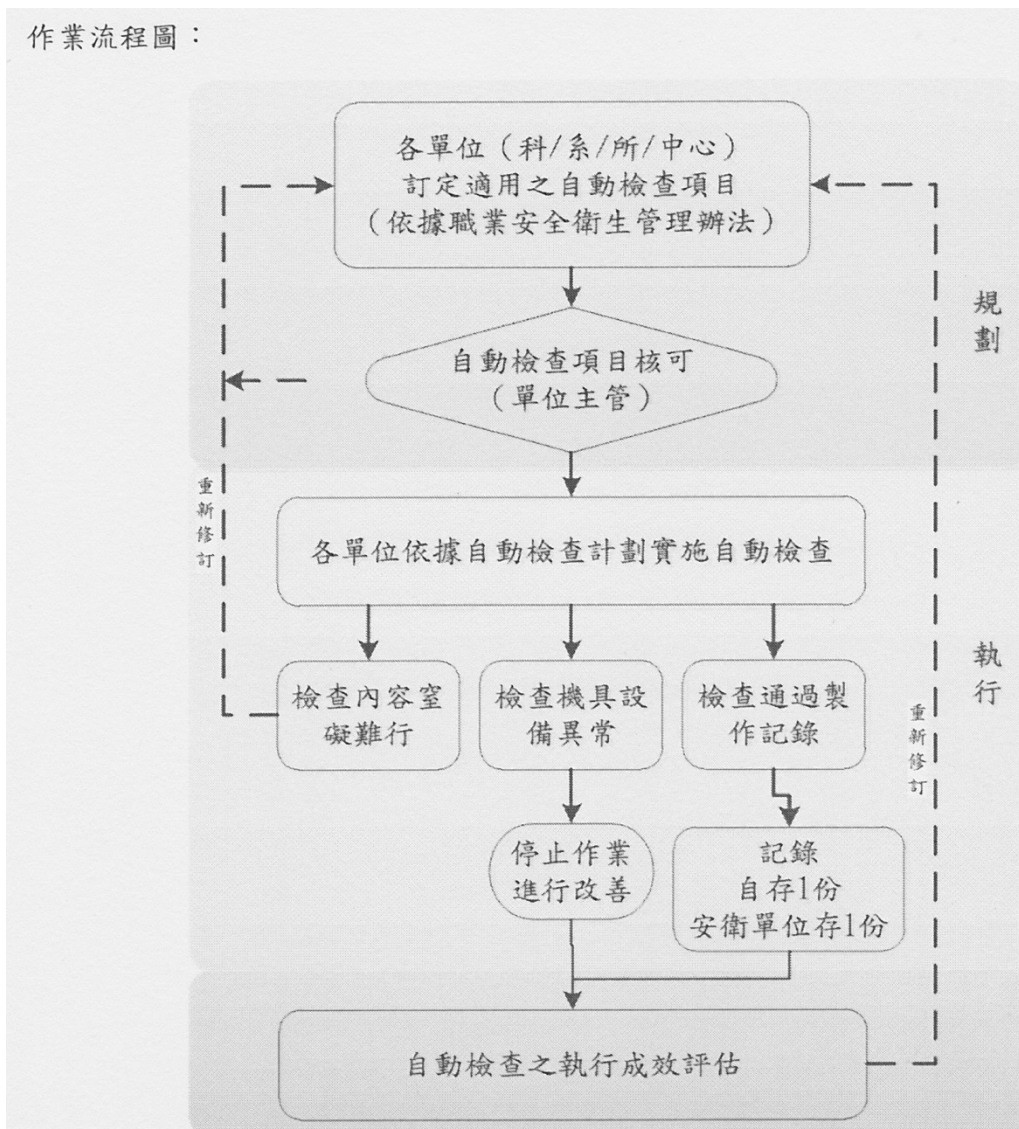 作業流程圖：
各單位（科/系/所/中心）
訂定適用之自動檢查項目
（依據職業安全衛生管理辦法）
規
劃
自動檢查項目核可
（單位主管）
重
新
修
訂
各單位依據自動檢查計劃實施自動檢查
執
行
檢查內容窒
礙難行
檢查機具設
備異常
檢查通過製
作記錄
重
新
修
訂
停止作業
進行改善
記錄
自存1份
安衛單位存1份
自動檢查之執行成效評估